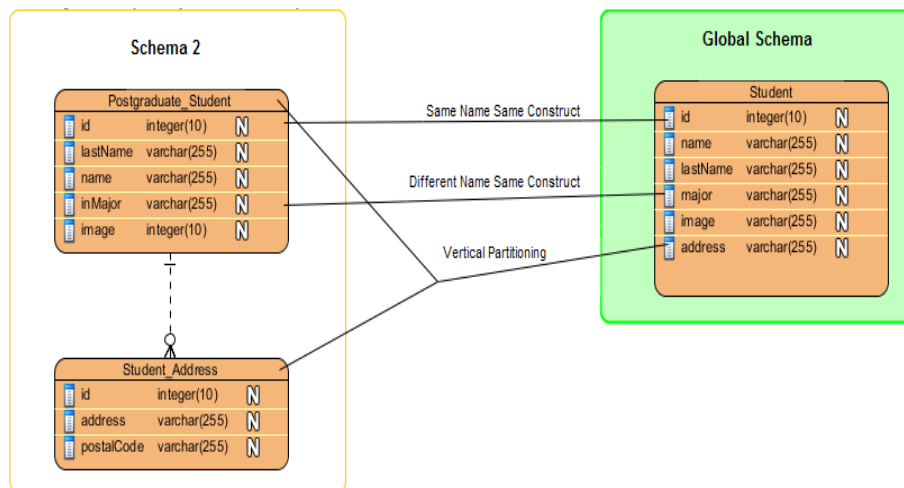 Schema 2
Global Schema
Postgraduate_Student
id integer(10) N
lastName varchar(255) N
name varchar(255) N
inMajor varchar(255) N
image integer(10) N
Same Name Same Construct
Different Name Same Construct
Vertical Partitioning
Student
id integer(10) N
name varchar(255) N
lastName varchar(255) N
major varchar(255) N
image varchar(255) N
address varchar(255) N
Student_Address
id integer(10) N
address varchar(255) N
postalCode varchar(255) N